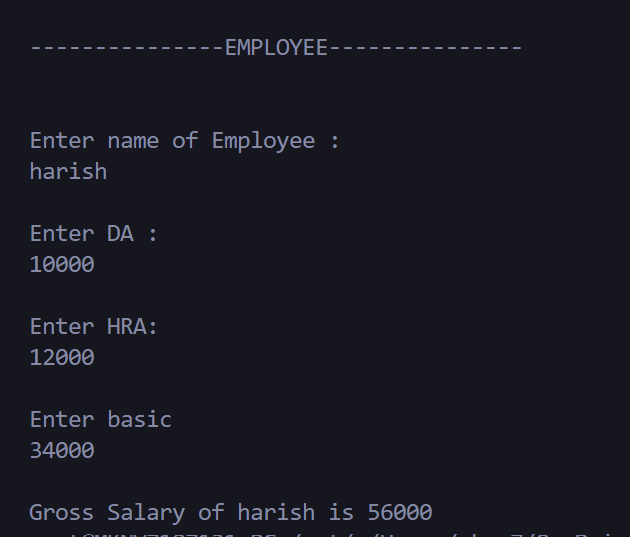 ---------------EMPLOYEE---------------
Enter name of Employee :
harish
Enter DA :
10000
Enter HRA:
12000
Enter basic
34000
Gross Salary of harish is 56000